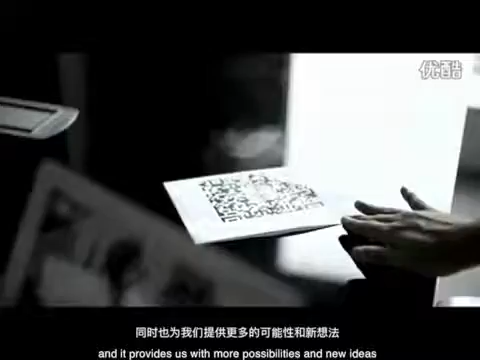 优酷
同时也为我们提供更多的可能性和新想法
and it provides us with more possibilities and new ideas